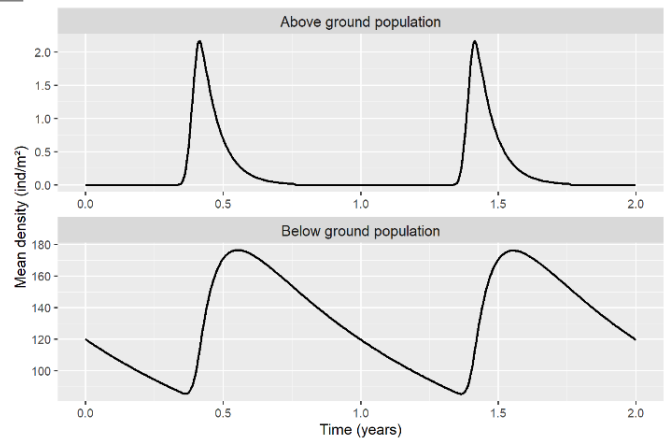 Above ground population
2.0
1.5
1.0
0.5
0.0
0.0 0.5 1.0 1.5 2.0
Mean density (ind/m²)
Below ground population
180
160
140
120
100
0.0 0.5 1.0 1.5 2.0
Time (years)